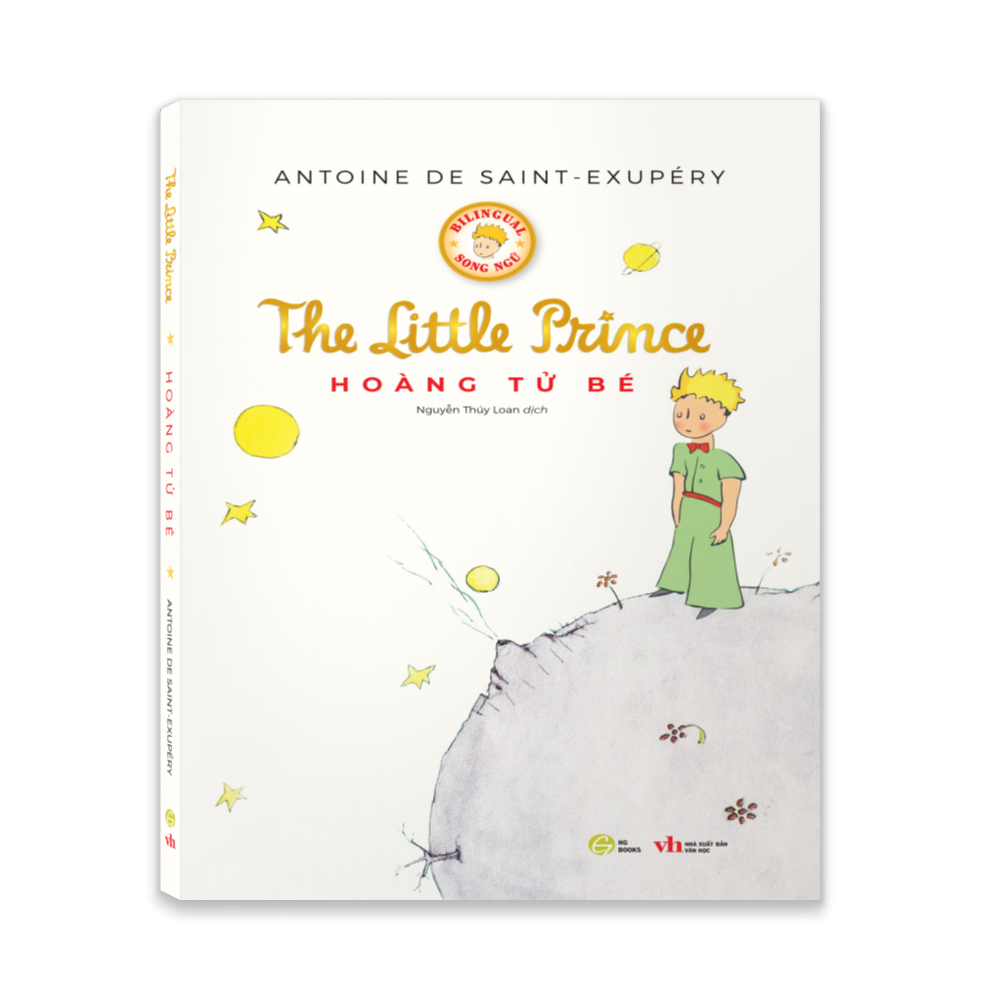 ANTOINE DE SAINT-EXUPÉRY
BILINGUAL
SONG NGỮ
The Little Prince
HOÀNG TỬ BÉ
Nguyễn Thúy Loan dịch
HG
BOOKS
vh
NHÀ XUẤT BẢN
VĂN HỌC
The Little Prince
HOÀNG TỬ BÉ
ANTOINE DE SAINT-EXUPÉRY
vh